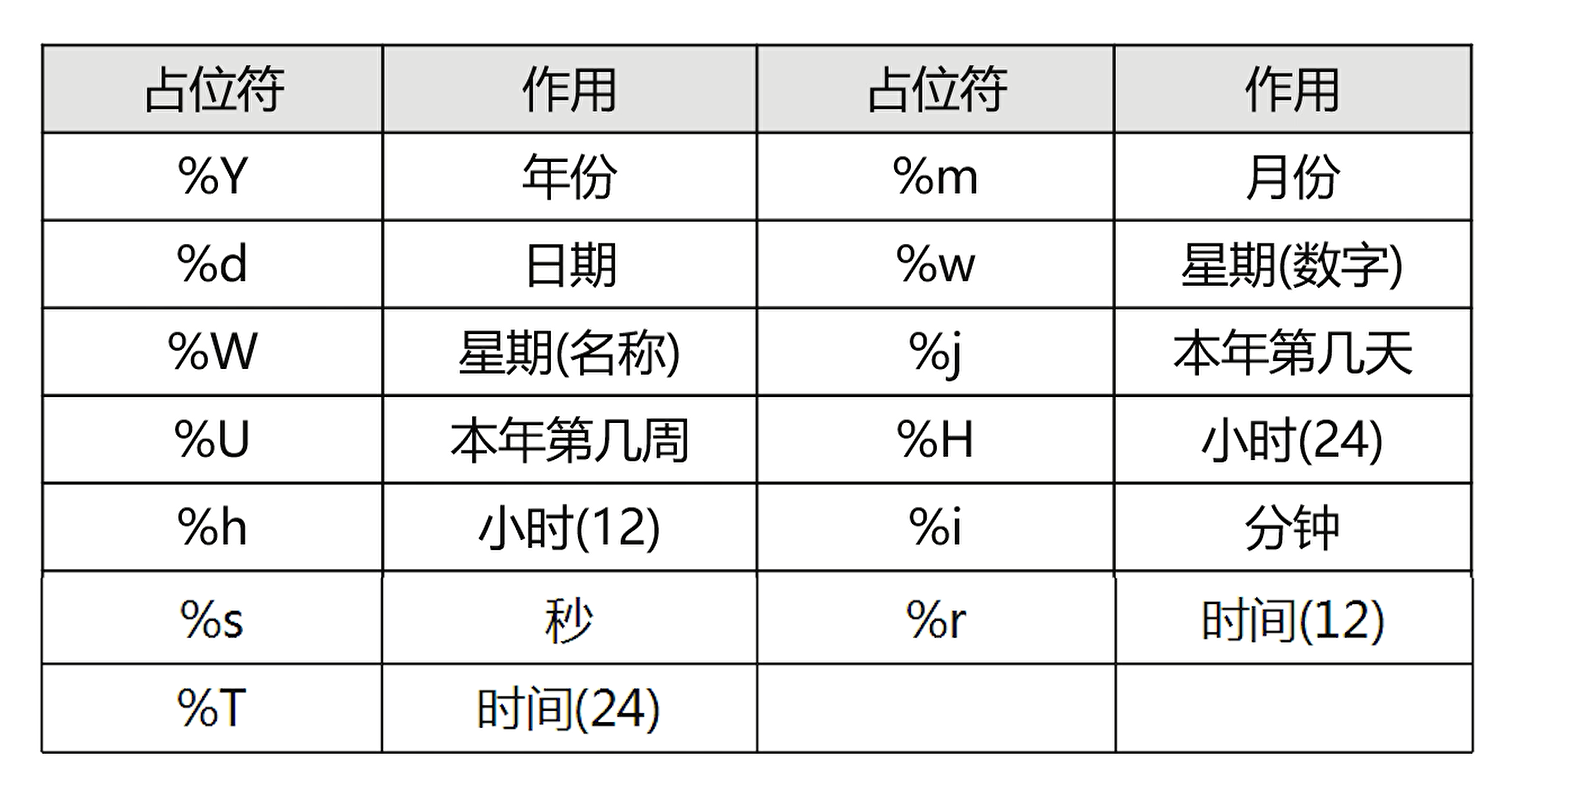 占位符 作用 占位符 作用
%Y 年份 %m 月份
%d 日期 %w 星期(数字)
%W 星期(名称) %j 本年第几天
%U 本年第几周 %H 小时(24)
%h 小时(12) %i 分钟
%s 秒 %r 时间(12)
%T 时间(24)